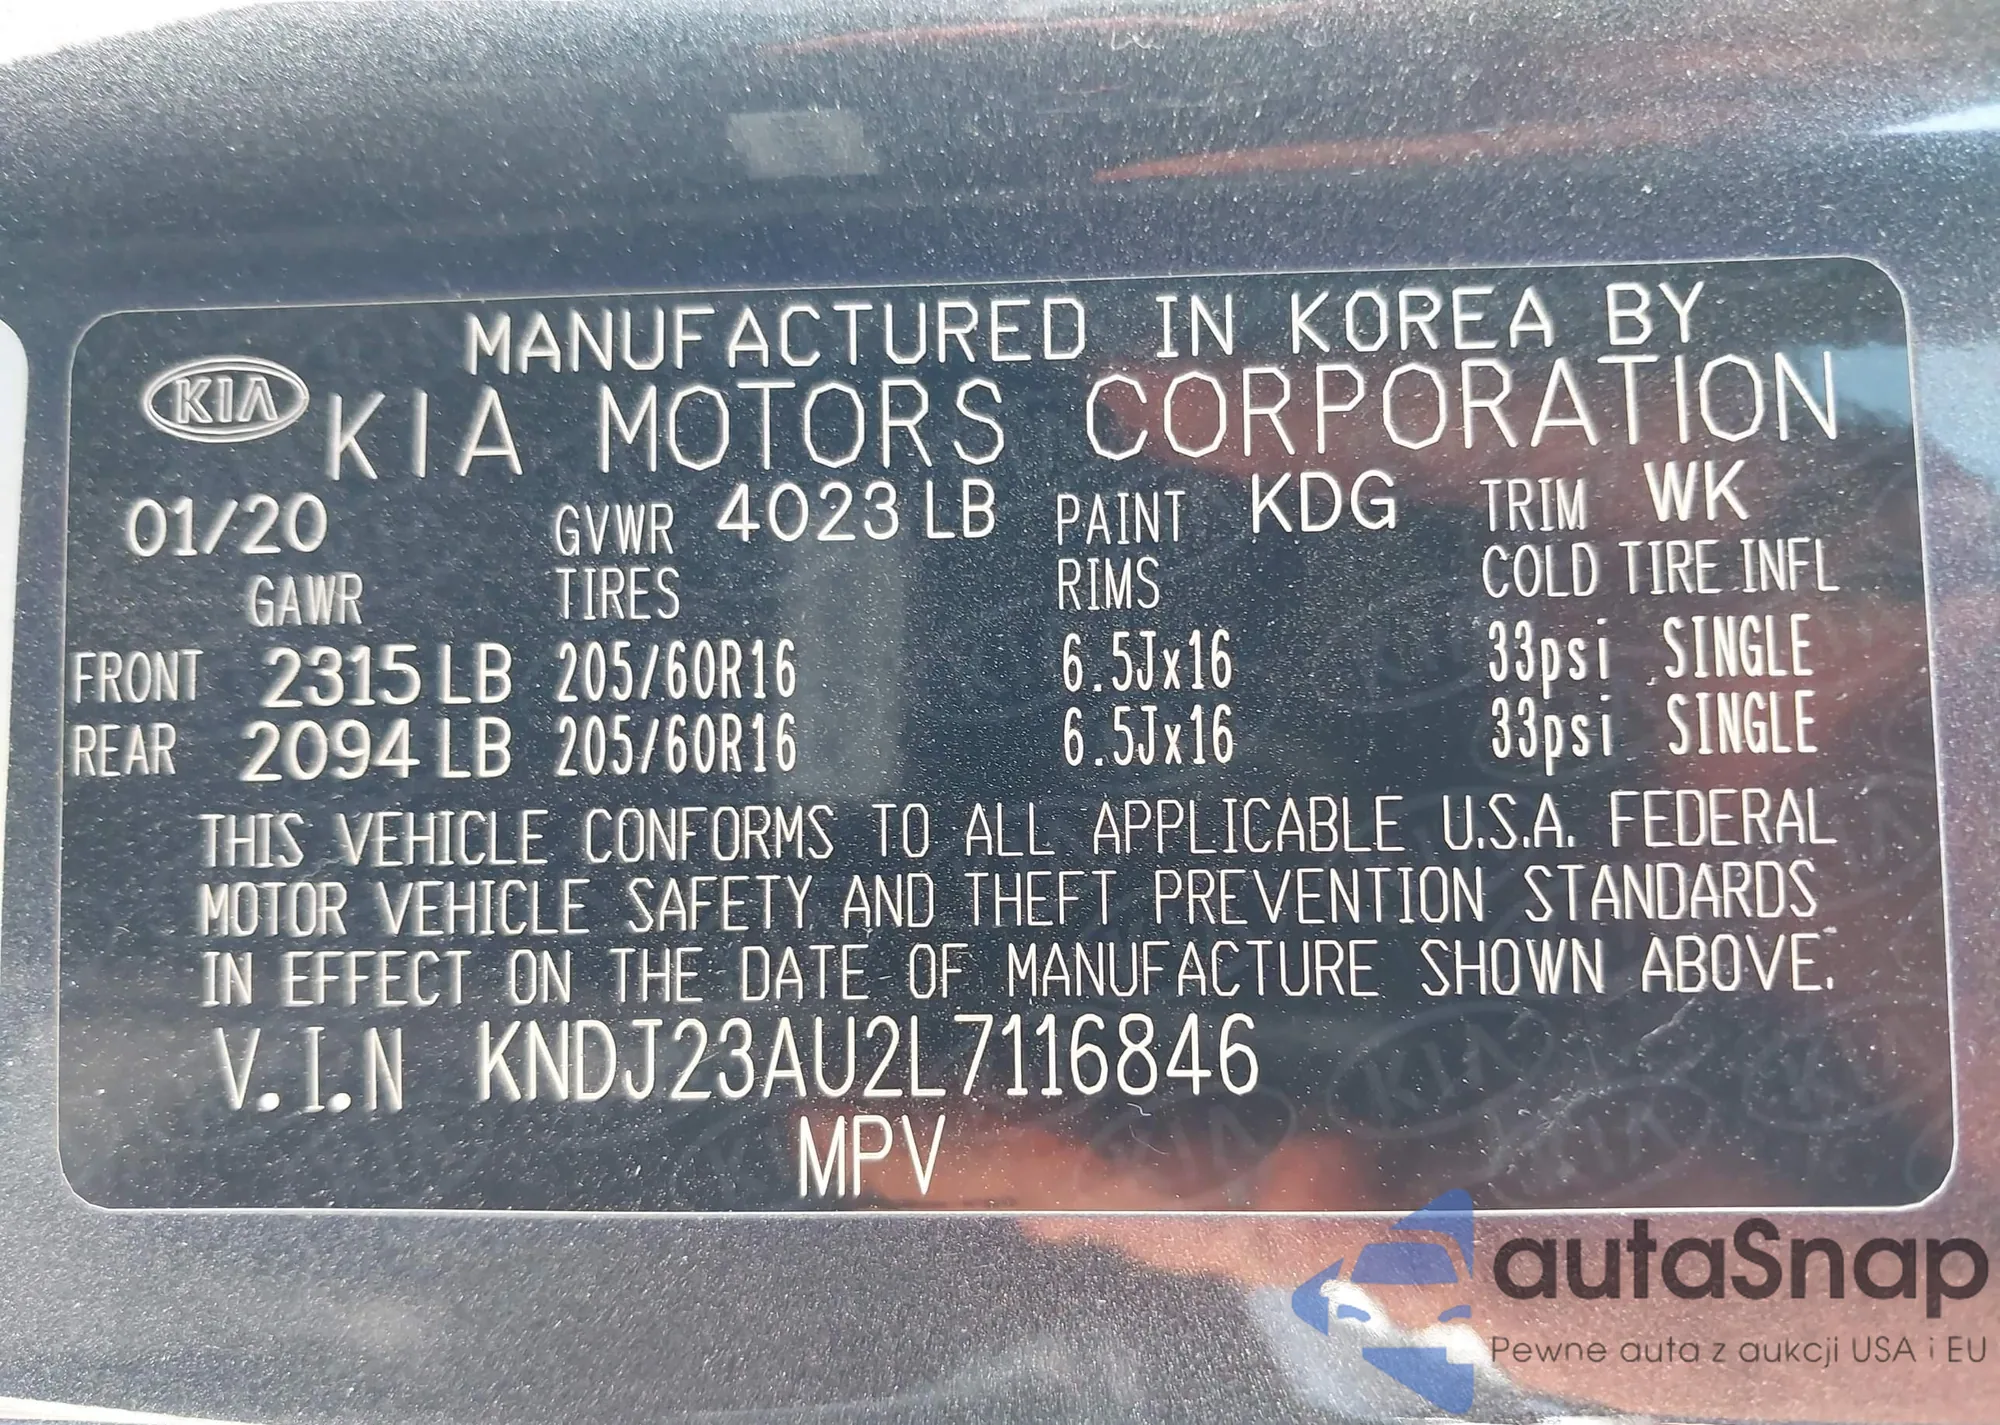 MANUFACTURED IN KOREA BY
KIA KIA MOTORS CORPORATION
01/20 GVWR 4023 LB PAINT KDG TRIM WK
GAWR TIRES RIMS COLD TIRE INFL
FRONT 2315 LB 205/60R16 6.5Jx16 33psi SINGLE
REAR 2094 LB 205/60R16 6.5Jx16 33psi SINGLE
THIS VEHICLE CONFORMS TO ALL APPLICABLE U.S.A. FEDERAL
MOTOR VEHICLE SAFETY AND THEFT PREVENTION STANDARDS
IN EFFECT ON THE DATE OF MANUFACTURE SHOWN ABOVE.
V.I.N KNDJ23AU2L7116846
MPV
autaSnap
Pewne auta z aukcji USA i EU